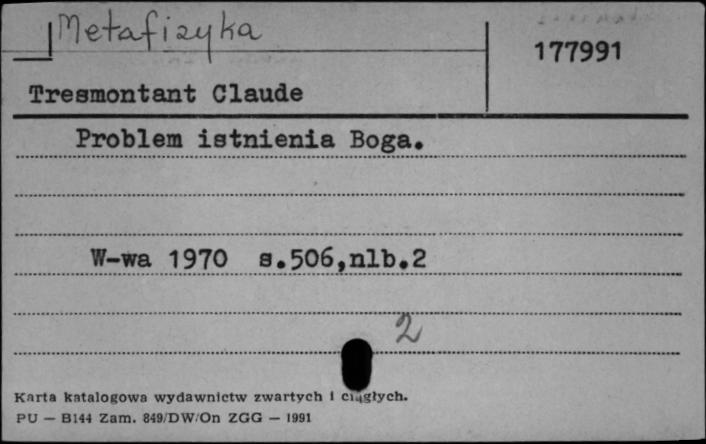 Metafizyka
177991
Tresmontant Claude
Problem istnienia Boga.
W-wa 1970 s.506,nlb.2
2
Karta katalogowa wydawnictw zwartych i ciągłych.
PU — B144 Zam. 849/DW/On ZGG — 1991